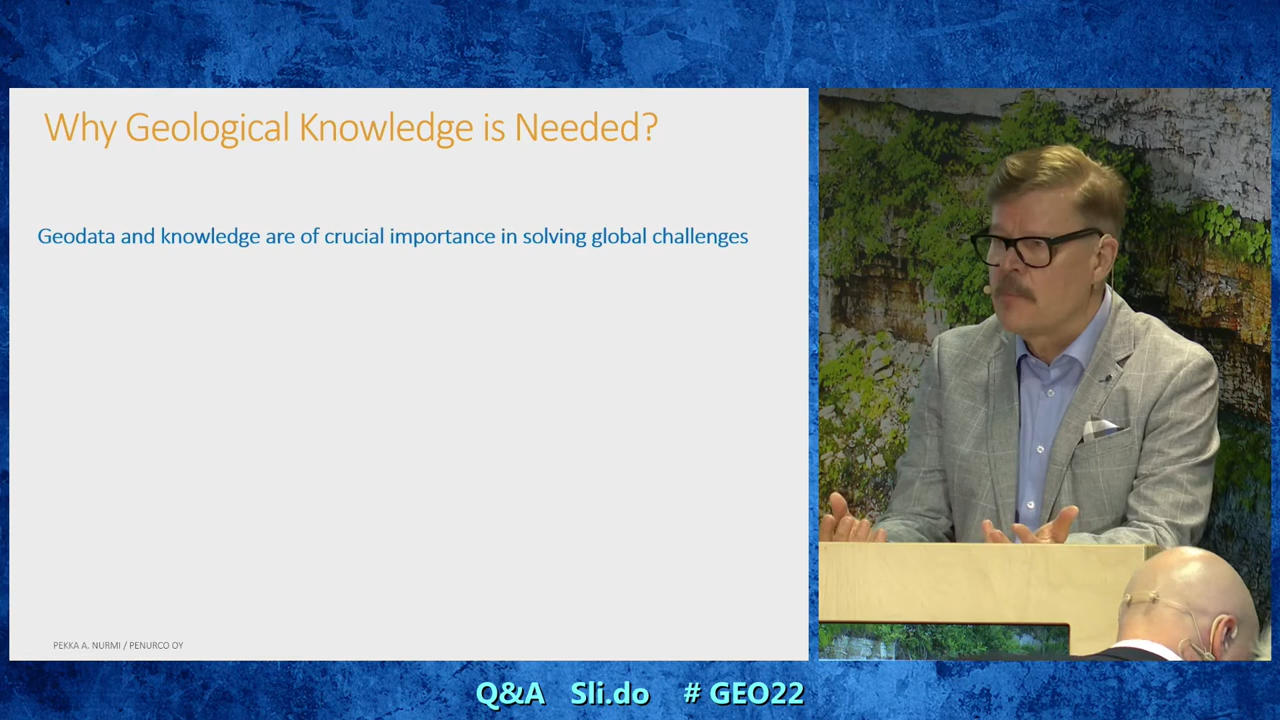 Why Geological Knowledge is Needed?
Geodata and knowledge are of crucial importance in solving global challenges
PEKKA A. NURMI / PENURCO OY
Q&A Sli.do # GEO22